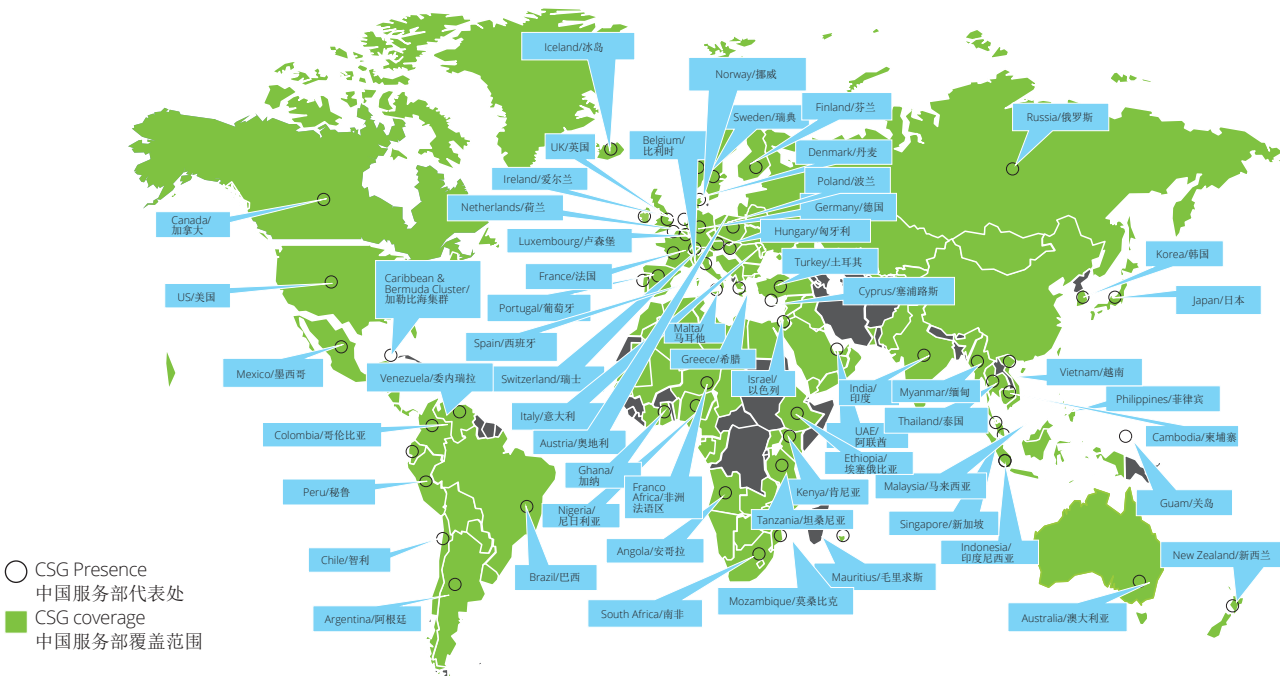 Iceland/冰岛
Norway/挪威
Finland/芬兰
Sweden/瑞典
Russia/俄罗斯
Belgium/
比利时
UK/英国
Denmark/丹麦
Ireland/爱尔兰
Poland/波兰
Netherlands/荷兰
Germany/德国
Canada/
加拿大
Luxembourg/卢森堡
Hungary/匈牙利
Korea/韩国
Turkey/土耳其
France/法国
Caribbean &
Bermuda Cluster/
加勒比海集群
US/美国
Cyprus/塞浦路斯
Japan/日本
Portugal/葡萄牙
Malta/
马耳他
Spain/西班牙
Greece/希腊
Mexico/墨西哥
Venezuela/委内瑞拉
Switzerland/瑞士
Israel/
以色列
India/
印度
Myanmar/缅甸
Vietnam/越南
Philippines/菲律宾
Italy/意大利
Thailand/泰国
Colombia/哥伦比亚
Austria/奥地利
UAE/
阿联酋
Cambodia/柬埔寨
Ghana/
加纳
Ethiopia/
埃塞俄比亚
Peru/秘鲁
Franco
Africa/非洲
法语区
Kenya/肯尼亚
Malaysia/马来西亚
Guam/关岛
Nigeria/
尼日利亚
Tanzania/坦桑尼亚
Singapore/新加坡
Angola/安哥拉
Indonesia/
印度尼西亚
New Zealand/新西兰
Chile/智利
Brazil/巴西
Mauritius/毛里求斯
Mozambique/莫桑比克
South Africa/南非
Argentina/阿根廷
Australia/澳大利亚
CSG Presence
中国服务部代表处
CSG coverage
中国服务部覆盖范围